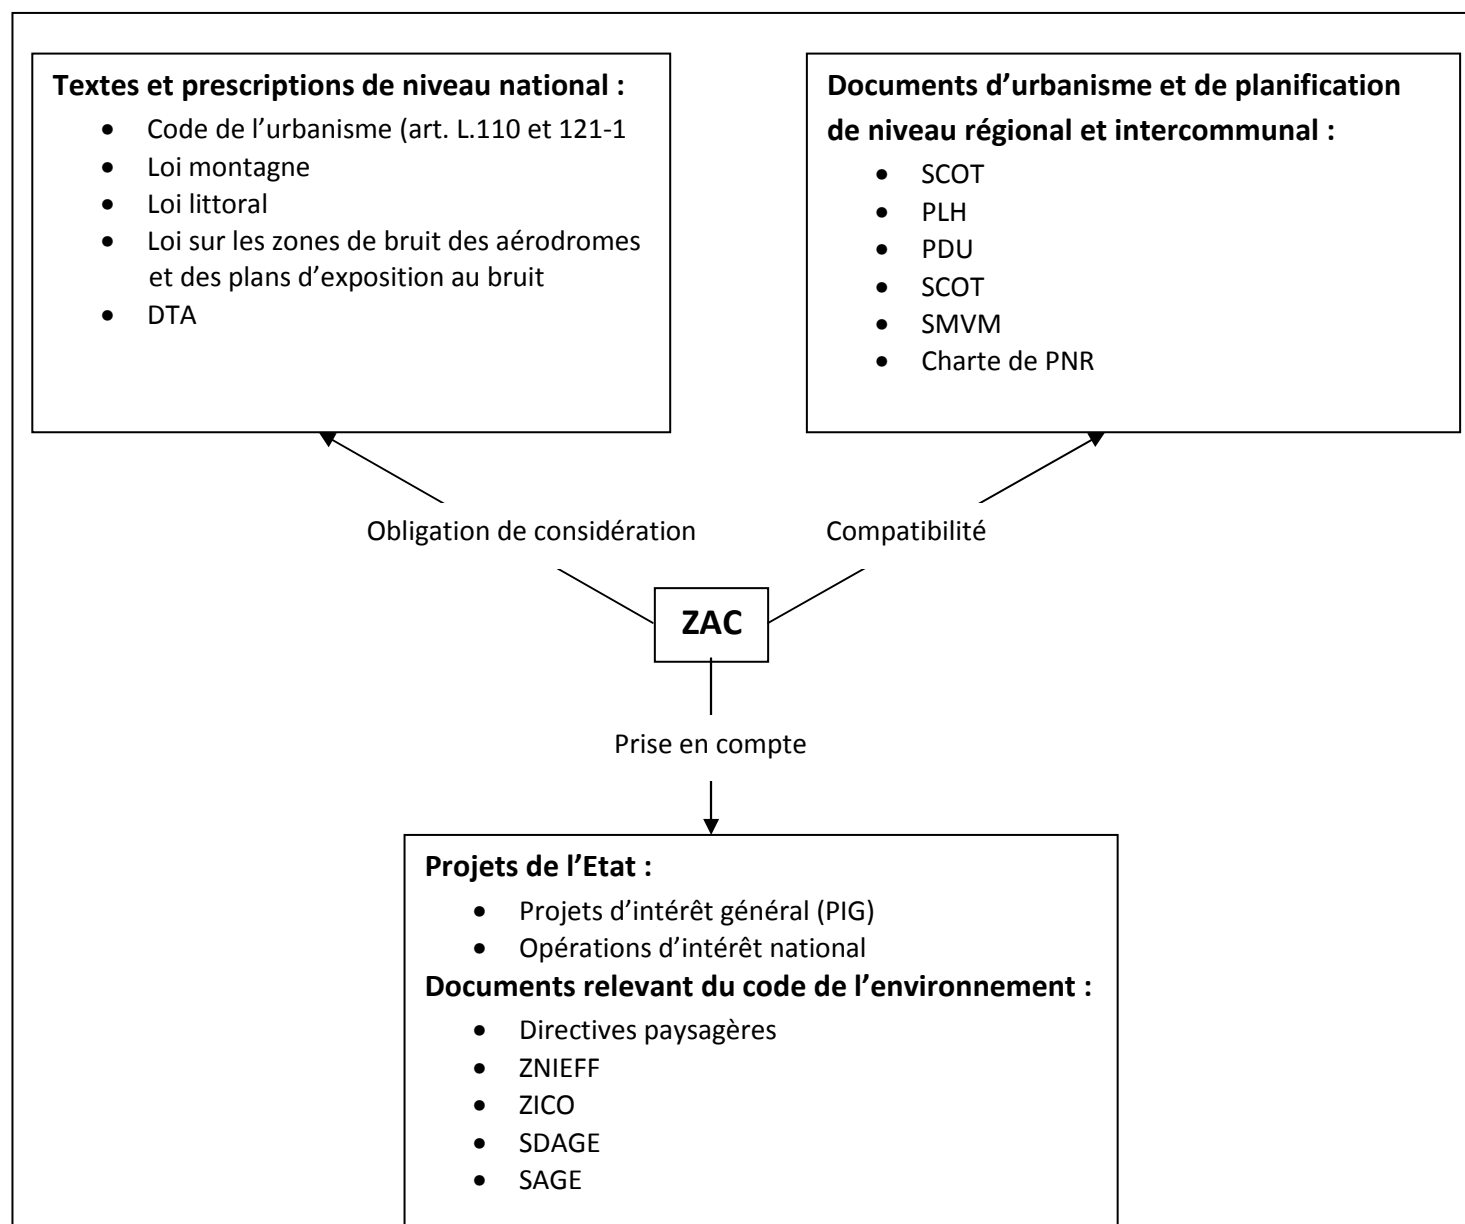 Textes et prescriptions de niveau national :
• Code de l’urbanisme (art. L.110 et 121-1
• Loi montagne
• Loi littoral
• Loi sur les zones de bruit des aérodromes
et des plans d’exposition au bruit
• DTA
Documents d’urbanisme et de planification
de niveau régional et intercommunal :
• SCOT
• PLH
• PDU
• SCOT
• SMVM
• Charte de PNR
Obligation de considération
Compatibilité
ZAC
Prise en compte
Projets de l’Etat :
• Projets d’intérêt général (PIG)
• Opérations d’intérêt national
Documents relevant du code de l’environnement :
• Directives paysagères
• ZNIEFF
• ZICO
• SDAGE
• SAGE